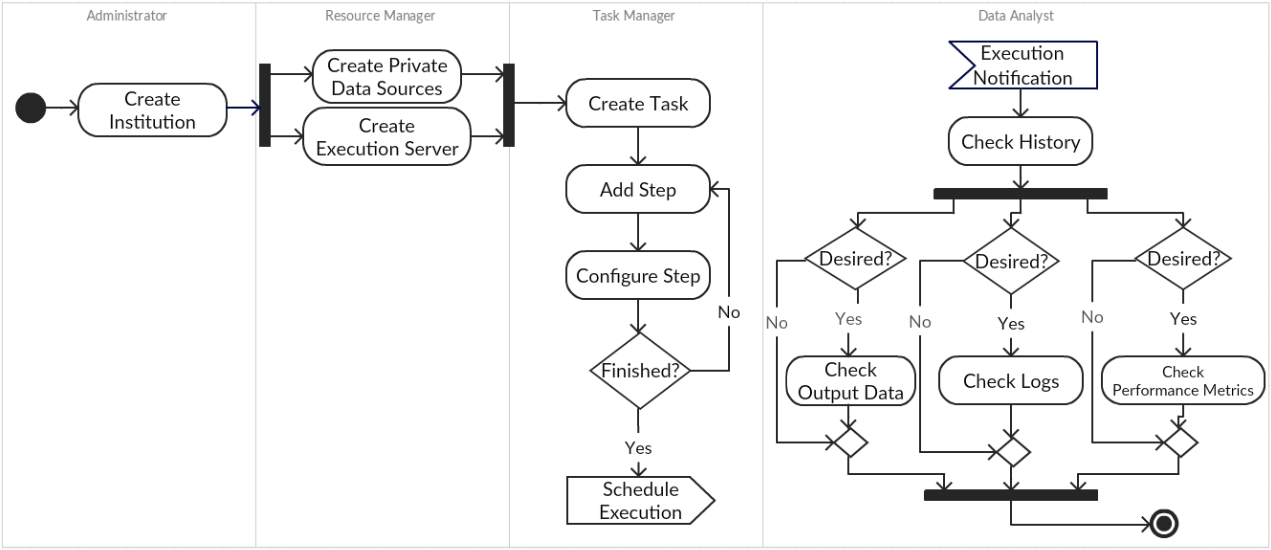 Administrator
Resource Manager
Task Manager
Data Analyst
Create
Institution
Create Private
Data Sources
Create
Execution Server
Create Task
Add Step
Configure Step
No
Finished?
Yes
Schedule
Execution
Execution
Notification
Check History
Desired?
Desired?
Desired?
No
Yes
No
Yes
No
Yes
Check
Output Data
Check Logs
Check
Performance Metrics